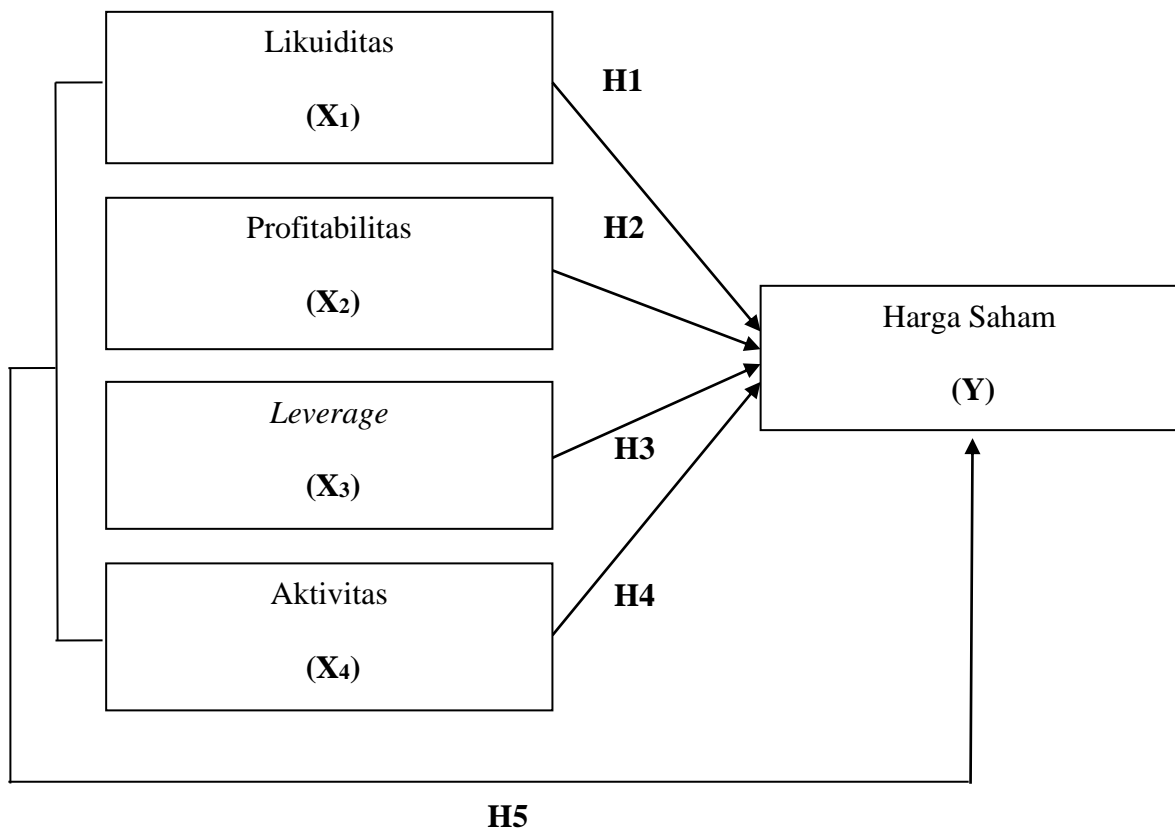 Likuiditas
(X₁)
H1
Profitabilitas
(X₂)
H2
Leverage
(X₃)
H3
Aktivitas
(X₄)
H4
Harga Saham
(Y)
H5